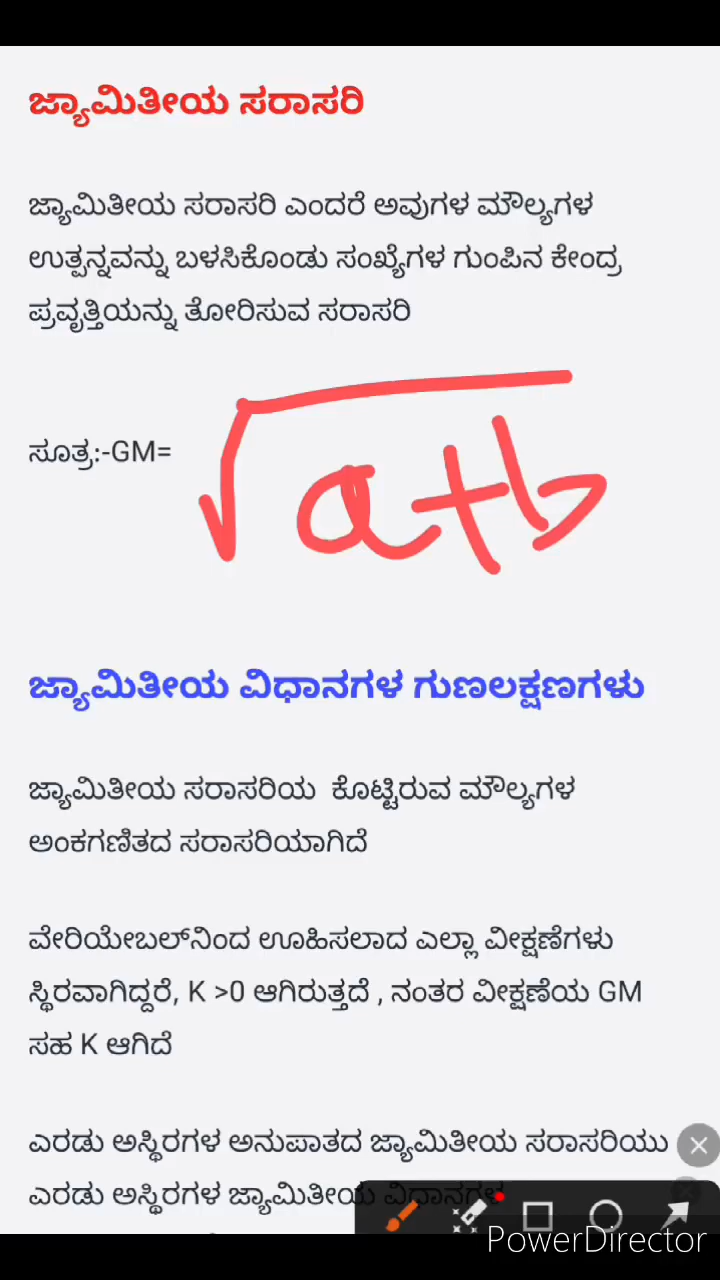 ಜ್ಯಾಮಿತೀಯ ಸರಾಸರಿ
ಜ್ಯಾಮಿತೀಯ ಸರಾಸರಿ ಎಂದರೆ ಅವುಗಳ ಮೌಲ್ಯಗಳ
ಉತ್ಪನ್ನವನ್ನು ಬಳಸಿಕೊಂಡು ಸಂಖ್ಯೆಗಳ ಗುಂಪಿನ ಕೇಂದ್ರ
ಪ್ರವೃತ್ತಿಯನ್ನು ತೋರಿಸುವ ಸರಾಸರಿ
ಸೂತ್ರ:-GM= √a+b
ಜ್ಯಾಮಿತೀಯ ವಿಧಾನಗಳ ಗುಣಲಕ್ಷಣಗಳು
ಜ್ಯಾಮಿತೀಯ ಸರಾಸರಿಯ ಕೊಟ್ಟಿರುವ ಮೌಲ್ಯಗಳ
ಅಂಕಗಣಿತದ ಸರಾಸರಿಯಾಗಿದೆ
ವೇರಿಯೇಬಲ್‌ನಿಂದ ಊಹಿಸಲಾದ ಎಲ್ಲಾ ವೀಕ್ಷಣೆಗಳು
ಸ್ಥಿರವಾಗಿದ್ದರೆ, K >0 ಆಗಿರುತ್ತದೆ , ನಂತರ ವೀಕ್ಷಣೆಯ GM
ಸಹ K ಆಗಿದೆ
ಎರಡು ಅಸ್ಥಿರಗಳ ಅನುಪಾತದ ಜ್ಯಾಮಿತೀಯ ಸರಾಸರಿಯು
ಎರಡು ಅಸ್ಥಿರಗಳ ಜ್ಯಾಮಿತೀಯ ವಿಧಾನಗಳ
PowerDirector